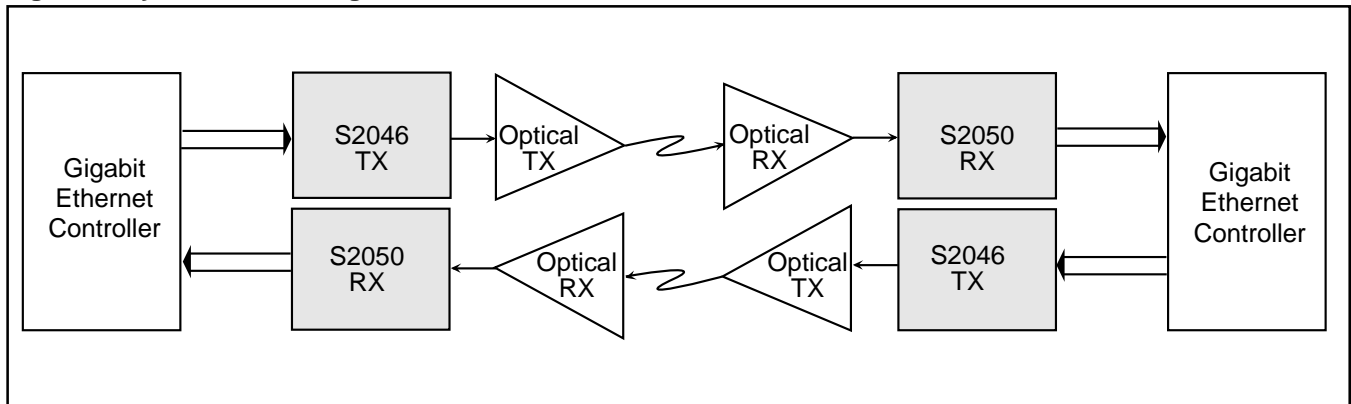 Gigabit
Ethernet
Controller
S2046
TX
Optical
TX
Optical
RX
S2050
RX
Gigabit
Ethernet
Controller
S2050
RX
Optical
RX
Optical
TX
S2046
TX